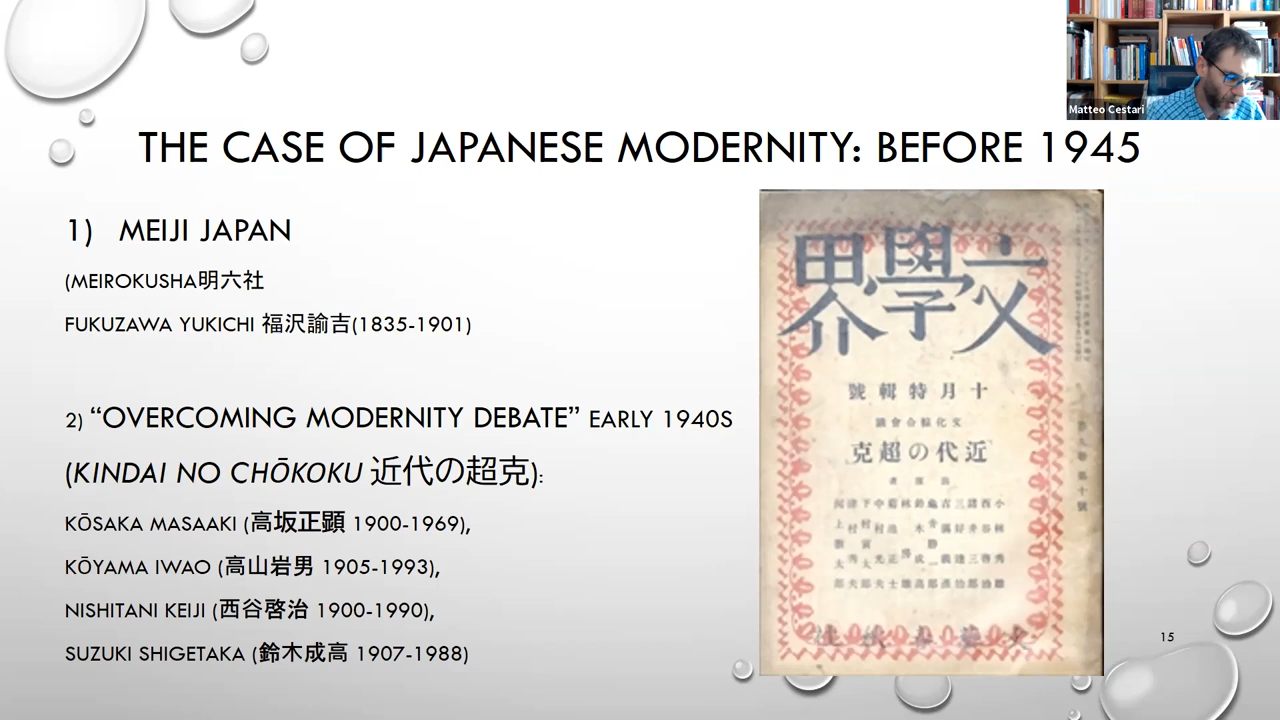 Matteo Cestari
THE CASE OF JAPANESE MODERNITY: BEFORE 1945
1) MEIJI JAPAN
(MEIROKUSHA明六社
FUKUZAWA YUKICHI 福沢諭吉(1835-1901)
2) “OVERCOMING MODERNITY DEBATE” EARLY 1940S
(KINDAI NO CHŌKOKU 近代の超克):
KŌSAKA MASAAKI (高坂正顕 1900-1969),
KŌYAMA IWAO (高山岩男 1905-1993),
NISHITANI KEIJI (西谷啓治 1900-1990),
SUZUKI SHIGETAKA (鈴木成高 1907-1988)
文學界
十月特輯號
文化綜合會議
近代の超克
15